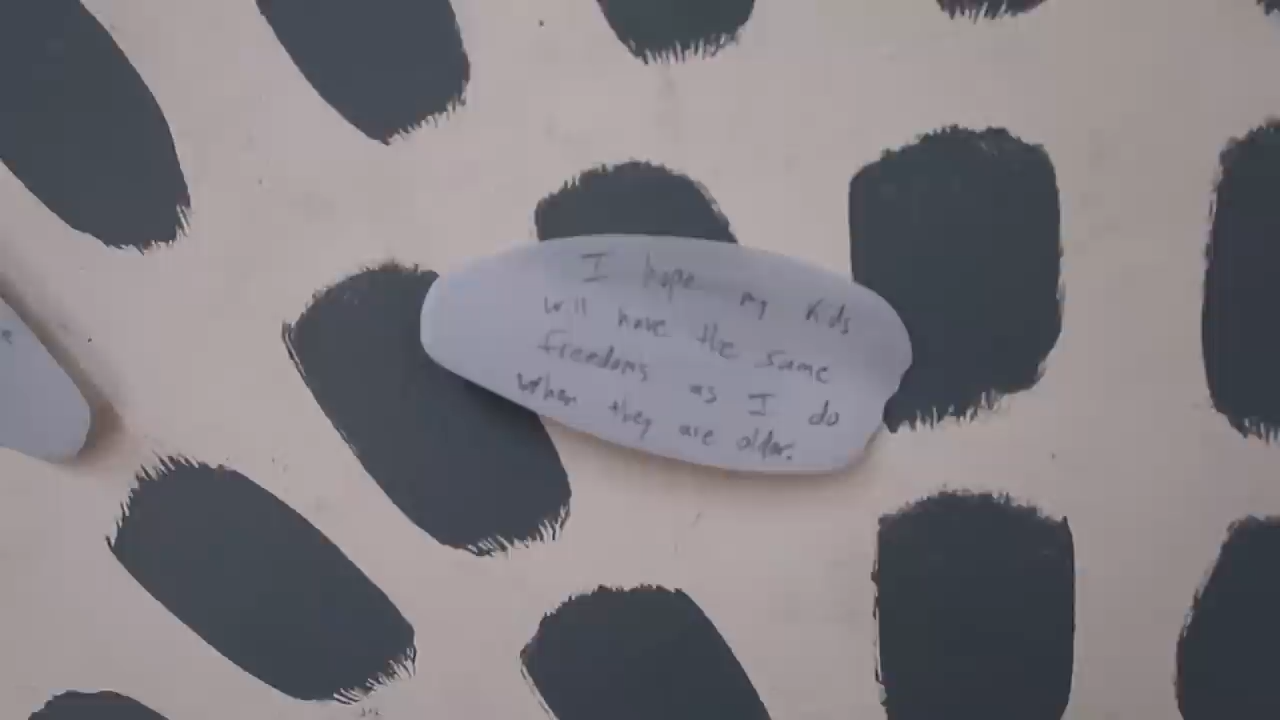 I hope my kids
will have the same
freedoms as I do
when they are older.